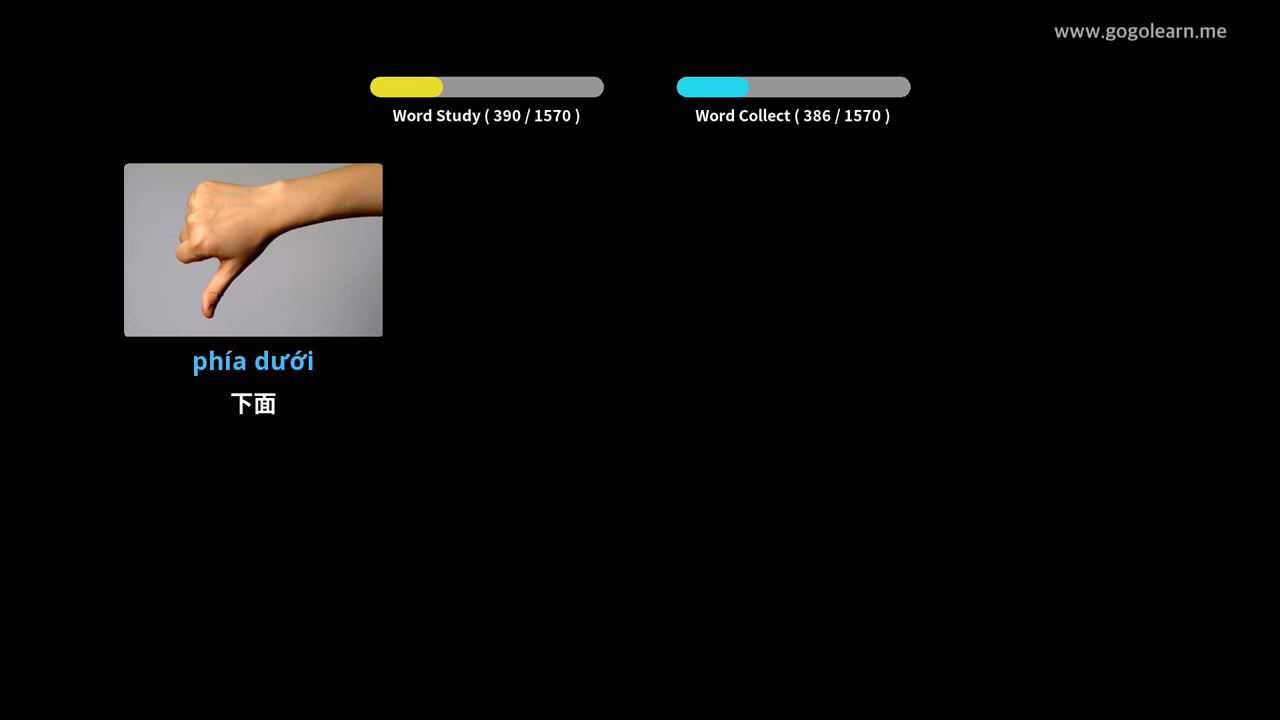 www.gogolearn.me
Word Study ( 390 / 1570 )
Word Collect ( 386 / 1570 )
phía dưới
下面